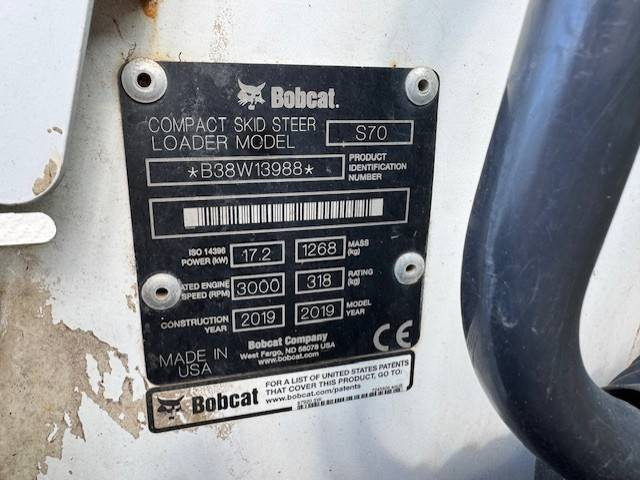 Bobcat.
COMPACT SKID STEER
LOADER MODEL S70
*B38W13988* PRODUCT IDENTIFICATION NUMBER
ISO 14396 POWER (kW) 17.2 1268 MASS (kg)
RATED ENGINE SPEED (RPM) 3000 318 RATING (kg)
CONSTRUCTION YEAR 2019 2019 MODEL YEAR
MADE IN USA
Bobcat Company
West Fargo, ND 58078 USA
www.bobcat.com
CE
Bobcat
FOR A LIST OF UNITED STATES PATENTS
THAT COVER THIS PRODUCT, GO TO:
www.bobcat.com/patents